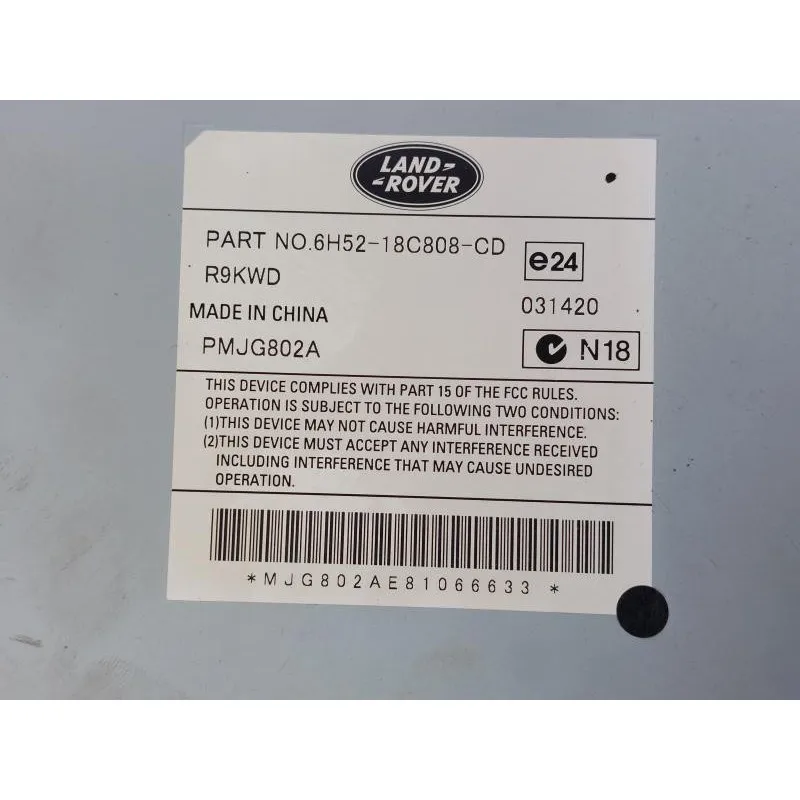 LAND-
-ROVER
PART NO.6H52-18C808-CD
e24
R9KWD
031420
MADE IN CHINA
PMJG802A
N18
THIS DEVICE COMPLIES WITH PART 15 OF THE FCC RULES.
OPERATION IS SUBJECT TO THE FOLLOWING TWO CONDITIONS:
(1)THIS DEVICE MAY NOT CAUSE HARMFUL INTERFERENCE.
(2)THIS DEVICE MUST ACCEPT ANY INTERFERENCE RECEIVED
INCLUDING INTERFERENCE THAT MAY CAUSE UNDESIRED
OPERATION.
*MJG802AE81066633*